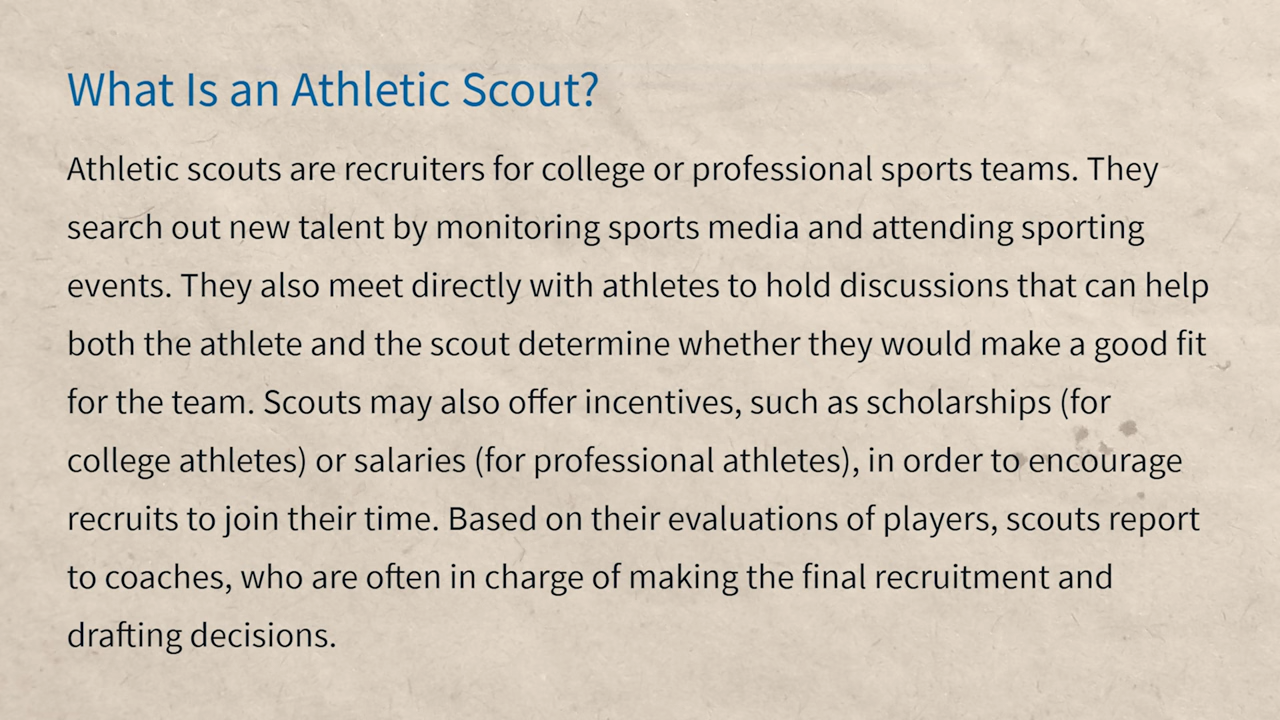 What Is an Athletic Scout?
Athletic scouts are recruiters for college or professional sports teams. They
search out new talent by monitoring sports media and attending sporting
events. They also meet directly with athletes to hold discussions that can help
both the athlete and the scout determine whether they would make a good fit
for the team. Scouts may also offer incentives, such as scholarships (for
college athletes) or salaries (for professional athletes), in order to encourage
recruits to join their time. Based on their evaluations of players, scouts report
to coaches, who are often in charge of making the final recruitment and
drafting decisions.